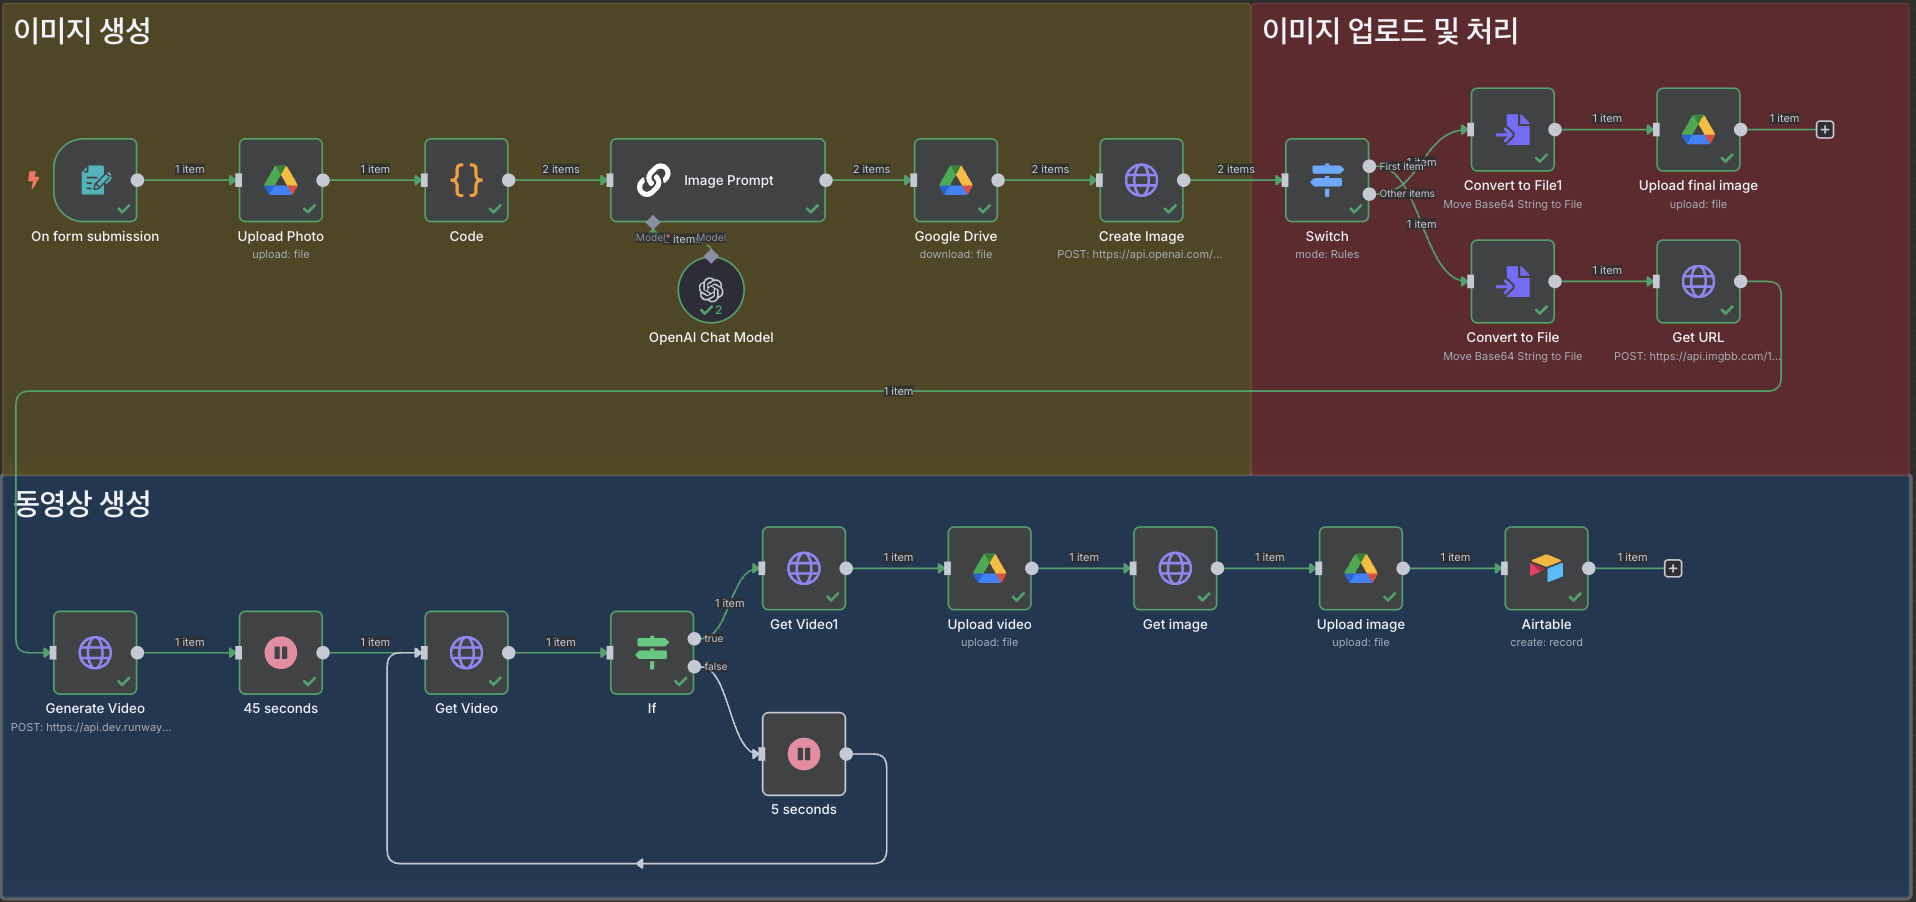 이미지 생성
이미지 업로드 및 처리
1 item
1 item
2 items
Image Prompt
2 items
2 items
2 items
First item
Other items
1 item
1 item
1 item
1 item
On form submission
Upload Photo
upload: file
Code
Model*
item
Model
2
OpenAI Chat Model
Google Drive
download: file
Create Image
POST: https://api.openai.com/...
Switch
mode: Rules
Convert to File1
Move Base64 String to File
Upload final image
upload: file
1 item
Convert to File
Move Base64 String to File
Get URL
POST: https://api.imgbb.com/1...
1 item
동영상 생성
Generate Video
POST: https://api.dev.runway...
1 item
45 seconds
1 item
Get Video
1 item
If
true
false
1 item
Get Video1
1 item
Upload video
upload: file
1 item
Get image
1 item
Upload image
upload: file
1 item
Airtable
create: record
1 item
5 seconds